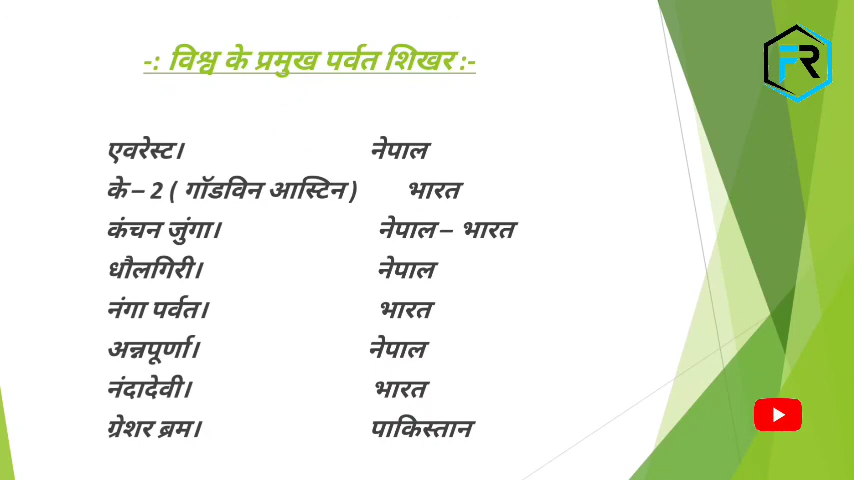 -: विश्व के प्रमुख पर्वत शिखर :-
FR
एवरेस्ट। नेपाल
के – 2 ( गॉडविन आस्टिन ) भारत
कंचन जुंगा। नेपाल – भारत
धौलगिरी। नेपाल
नंगा पर्वत। भारत
अन्नपूर्णा। नेपाल
नंदादेवी। भारत
ग्रेशर ब्रम। पाकिस्तान